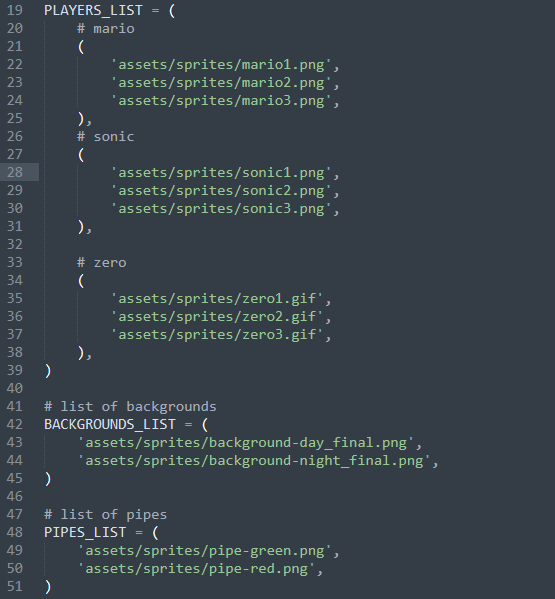 19 PLAYERS_LIST = (
20     # mario
21     (
22         'assets/sprites/mario1.png',
23         'assets/sprites/mario2.png',
24         'assets/sprites/mario3.png',
25     ),
26     # sonic
27     (
28         'assets/sprites/sonic1.png',
29         'assets/sprites/sonic2.png',
30         'assets/sprites/sonic3.png',
31     ),
32
33     # zero
34     (
35         'assets/sprites/zero1.gif',
36         'assets/sprites/zero2.gif',
37         'assets/sprites/zero3.gif',
38     ),
39 )
40
41 # list of backgrounds
42 BACKGROUNDS_LIST = (
43     'assets/sprites/background-day_final.png',
44     'assets/sprites/background-night_final.png',
45 )
46
47 # list of pipes
48 PIPES_LIST = (
49     'assets/sprites/pipe-green.png',
50     'assets/sprites/pipe-red.png',
51 )